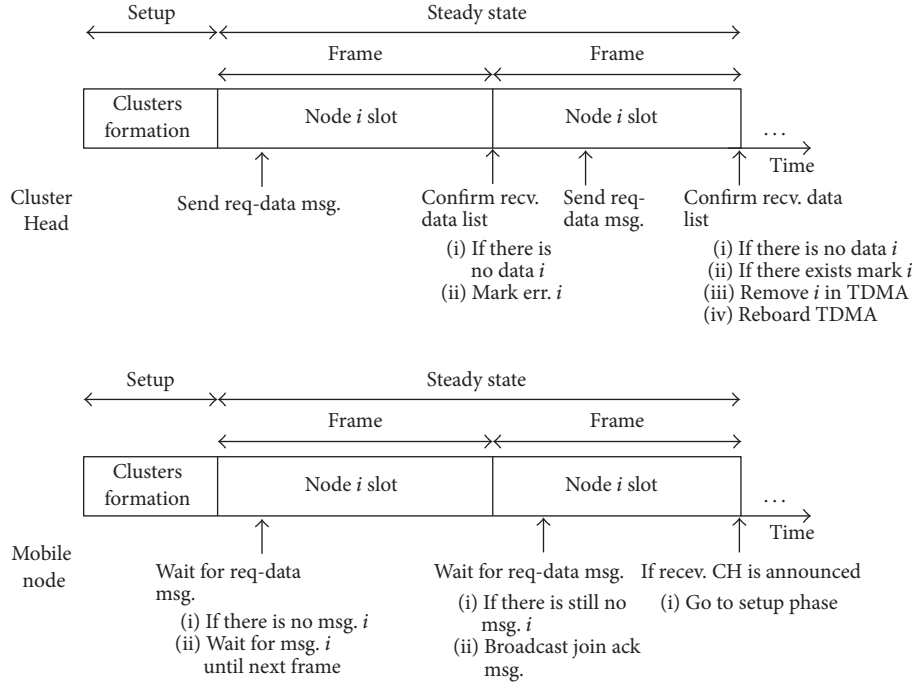 Setup
Steady state
Frame
Frame
Clusters
formation
Node i slot
Node i slot
...
Time
Cluster
Head
Send req-data msg.
Confirm recv.
data list
(i) If there is
no data i
(ii) Mark err. i
Send req-
data msg.
Confirm recv. data
list
(i) If there is no data i
(ii) If there exists mark i
(iii) Remove i in TDMA
(iv) Reboard TDMA
Setup
Steady state
Frame
Frame
Clusters
formation
Node i slot
Node i slot
...
Time
Mobile
node
Wait for req-data
msg.
(i) If there is no msg. i
(ii) Wait for msg. i
until next frame
Wait for req-data msg.
(i) If there is still no
msg. i
(ii) Broadcast join ack
msg.
If recev. CH is announced
(i) Go to setup phase